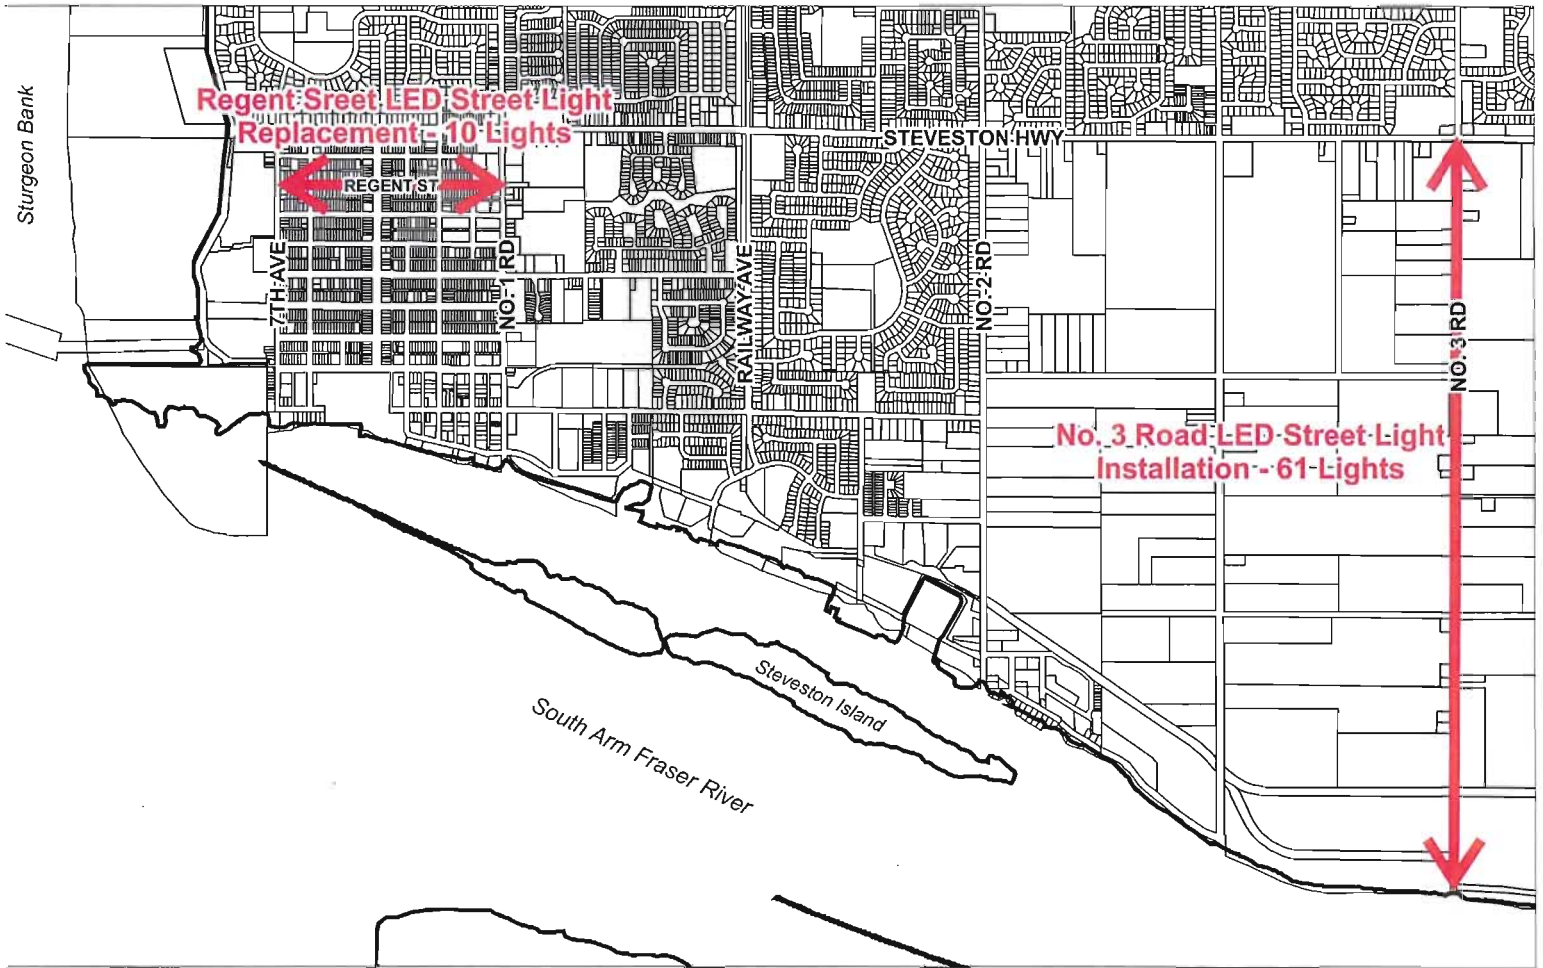 Sturgeon Bank
Regent Sreet LED Street Light
Replacement - 10 Lights
STEVESTON HWY
REGENT ST
7TH AVE
NO. 1 RD
RAILWAY AVE
NO. 2 RD
NO. 3 RD
No. 3 Road LED Street Light
Installation - 61 Lights
Steveston Island
South Arm Fraser River